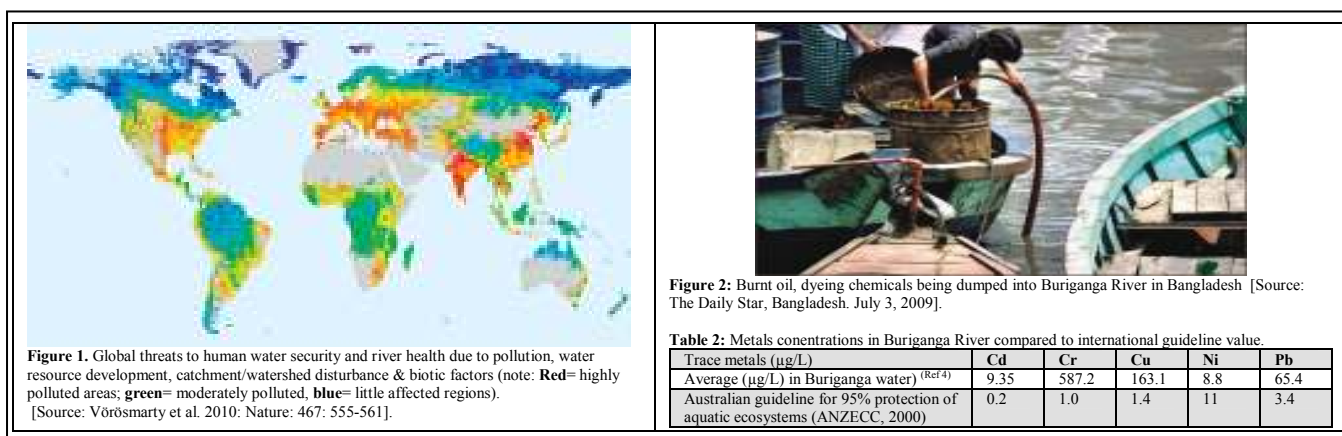 Figure 1. Global threats to human water security and river health due to pollution, water
resource development, catchment/watershed disturbance & biotic factors (note: Red= highly
polluted areas; green= moderately polluted, blue= little affected regions).
[Source: Vörösmarty et al. 2010: Nature: 467: 555-561].
Figure 2: Burnt oil, dyeing chemicals being dumped into Buriganga River in Bangladesh [Source:
The Daily Star, Bangladesh. July 3, 2009].
Table 2: Metals conentrations in Buriganga River compared to international guideline value.
Trace metals (µg/L) Cd Cr Cu Ni Pb
Average (µg/L) in Buriganga water) (Ref 4) 9.35 587.2 163.1 8.8 65.4
Australian guideline for 95% protection of 0.2 1.0 1.4 11 3.4
aquatic ecosystems (ANZECC, 2000)